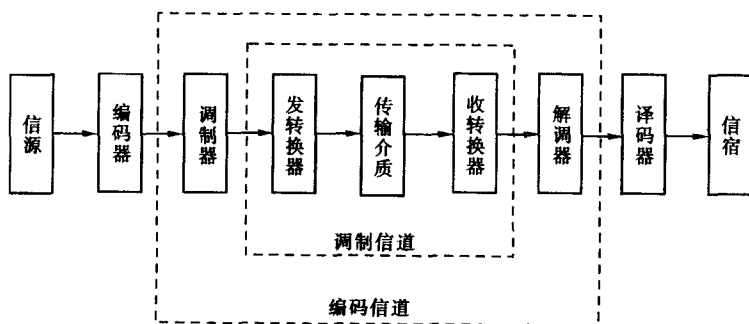 信源
编码器
调制器
发转换器
传输介质
收转换器
解调器
译码器
信宿
调制信道
编码信道